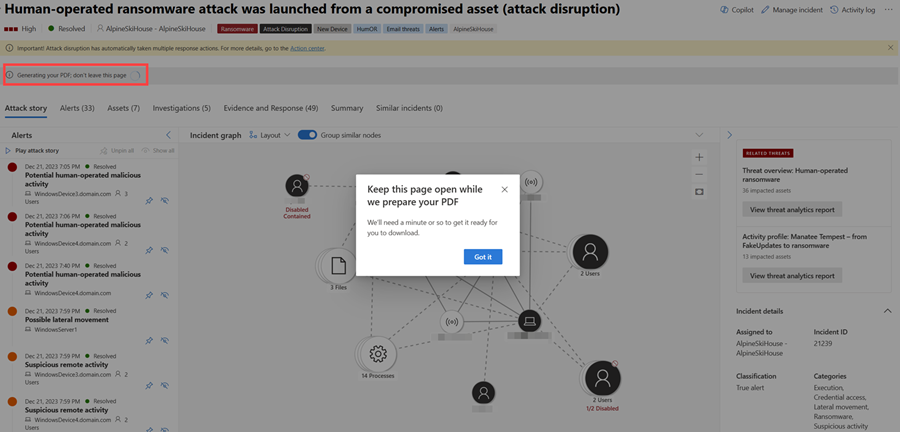 Human-operated ransomware attack was launched from a compromised asset (attack disruption)
Copilot
Manage incident
Activity log
High
Resolved
AlpineSkiHouse - AlpineSkiHouse
Ransomware
Attack Disruption
New Device
HumOR
Email threats
Alerts
AlpineSkiHouse
Important! Attack disruption has automatically taken multiple response actions. For more details, go to the Action center.
Generating your PDF; don't leave this page
Attack story
Alerts (33)
Assets (7)
Investigations (5)
Evidence and Response (49)
Summary
Similar incidents (0)
Alerts
Play attack story
Unpin all
Show all
Dec 21, 2023 7:05 PM
Resolved
Potential human-operated malicious
activity
WindowsDevice3.domain.com
3
Users
Dec 21, 2023 7:06 PM
Resolved
Potential human-operated malicious
activity
WindowsDevice4.domain.com
2
Users
Dec 21, 2023 7:40 PM
Resolved
Potential human-operated malicious
activity
WindowsDevice4.domain.com
Dec 21, 2023 7:59 PM
Resolved
Possible lateral movement
WindowsServer1
Dec 21, 2023 7:59 PM
Resolved
Suspicious remote activity
WindowsDevice3.domain.com
2
Users
Dec 21, 2023 7:59 PM
Resolved
Suspicious remote activity
WindowsDevice4.domain.com
2
Users
Incident graph
Layout
Group similar nodes
Disabled
Contained
3 Files
14 Processes
2 Users
2 Users
1/2 Disabled
Keep this page open while
we prepare your PDF
We'll need a minute or so to get it ready for
you to download.
Got it
RELATED THREATS
Threat overview: Human-operated
ransomware
36 impacted assets
View threat analytics report
Activity profile: Manatee Tempest – from
FakeUpdates to ransomware
13 impacted assets
View threat analytics report
Incident details
Assigned to
AlpineSkiHouse -
AlpineSkiHouse
Incident ID
21239
Classification
True alert
Categories
Execution,
Credential access,
Lateral movement,
Ransomware,
Suspicious activity